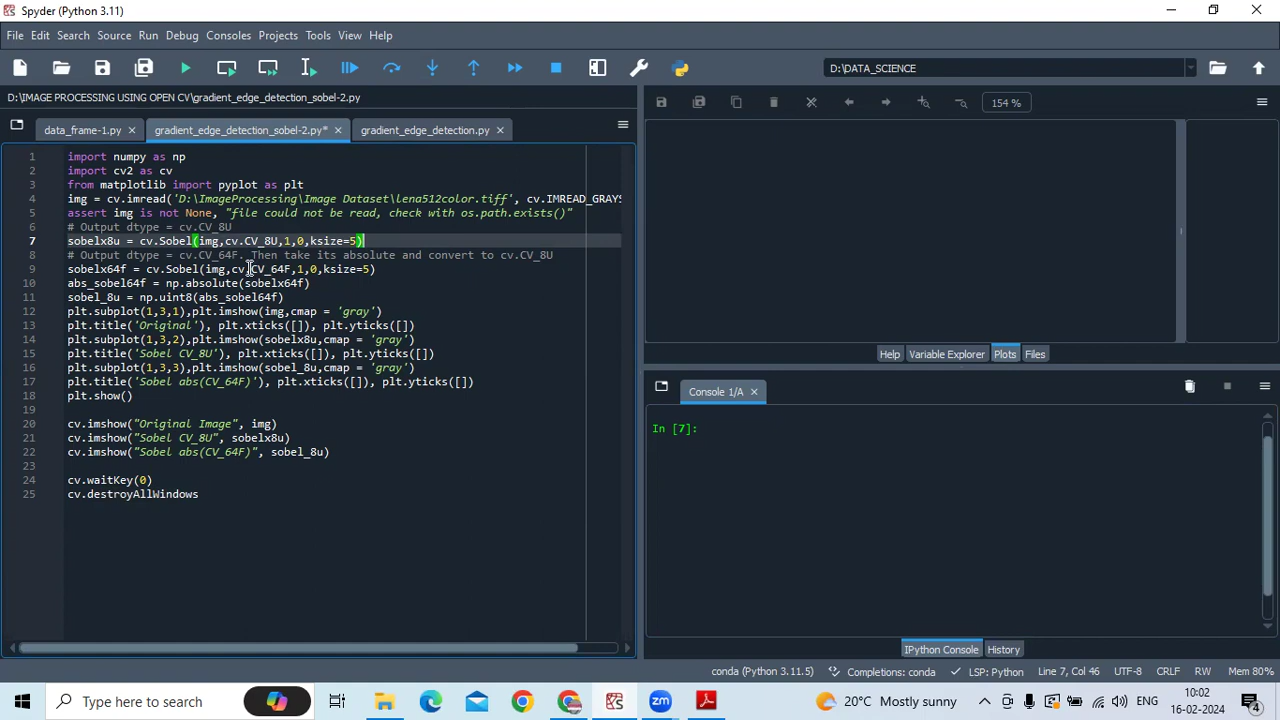 Spyder (Python 3.11)
File Edit Search Source Run Debug Consoles Projects Tools View Help
D:\DATA_SCIENCE
D:\IMAGE PROCESSING USING OPEN CV\gradient_edge_detection_sobel-2.py
154 %
data_frame-1.py gradient_edge_detection_sobel-2.py* gradient_edge_detection.py
1 import numpy as np
2 import cv2 as cv
3 from matplotlib import pyplot as plt
4 img = cv.imread('D:\ImageProcessing\Image Dataset\lena512color.tiff', cv.IMREAD_GRAYS
5 assert img is not None, "file could not be read, check with os.path.exists()"
6 # Output dtype = cv.CV_8U
7 sobelx8u = cv.Sobel(img,cv.CV_8U,1,0,ksize=5)
8 # Output dtype = cv.CV_64F. Then take its absolute and convert to cv.CV_8U
9 sobelx64f = cv.Sobel(img,cv.CV_64F,1,0,ksize=5)
10 abs_sobel64f = np.absolute(sobelx64f)
11 sobel_8u = np.uint8(abs_sobel64f)
12 plt.subplot(1,3,1),plt.imshow(img,cmap = 'gray')
13 plt.title('Original'), plt.xticks([]), plt.yticks([])
14 plt.subplot(1,3,2),plt.imshow(sobelx8u,cmap = 'gray')
15 plt.title('Sobel CV_8U'), plt.xticks([]), plt.yticks([])
16 plt.subplot(1,3,3),plt.imshow(sobel_8u,cmap = 'gray')
17 plt.title('Sobel abs(CV_64F)'), plt.xticks([]), plt.yticks([])
18 plt.show()
19
20 cv.imshow("Original Image", img)
21 cv.imshow("Sobel CV_8U", sobelx8u)
22 cv.imshow("Sobel abs(CV_64F)", sobel_8u)
23
24 cv.waitKey(0)
25 cv.destroyAllWindows
Help Variable Explorer Plots Files
Console 1/A
In [7]:
IPython Console History
conda (Python 3.11.5) Completions: conda LSP: Python Line 7, Col 46 UTF-8 CRLF RW Mem 80%
Type here to search
zm
20°C Mostly sunny
ENG
10:02
16-02-2024
4